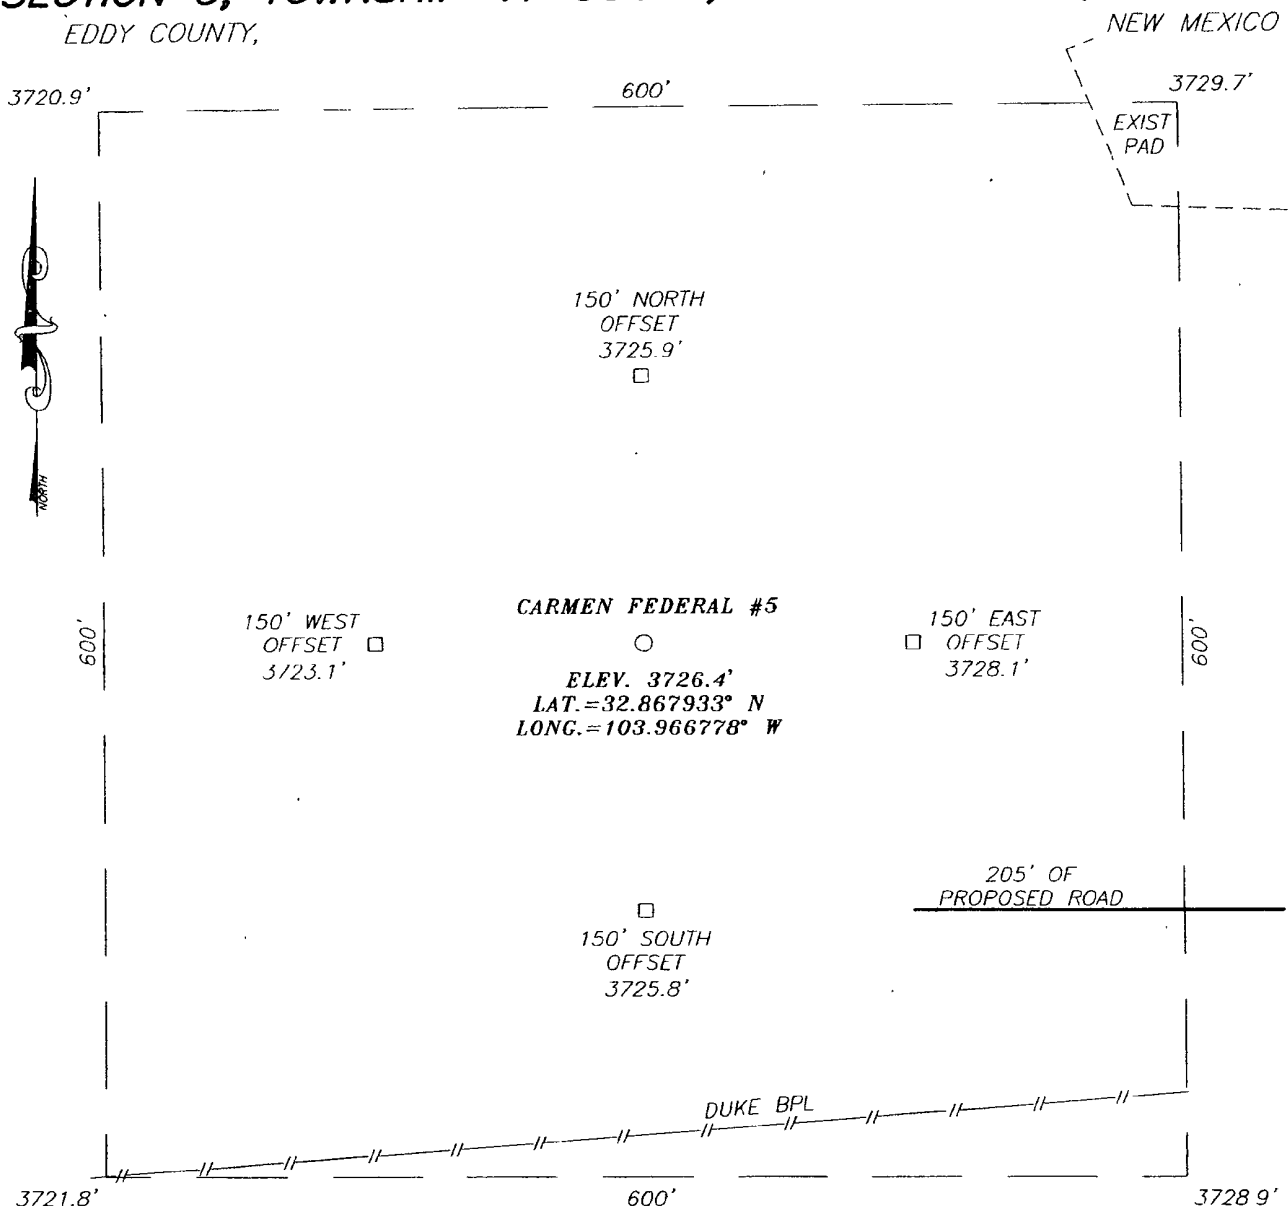 EDDY COUNTY,
NEW MEXICO
3720.9'
600'
3729.7'
EXIST
PAD
150' NORTH
OFFSET
3725.9'
NORTH
600'
150' WEST
OFFSET
3723.1'
CARMEN FEDERAL #5
ELEV. 3726.4'
LAT.=32.867933° N
LONG.=103.966778° W
150' EAST
OFFSET
3728.1'
600'
205' OF
PROPOSED ROAD
150' SOUTH
OFFSET
3725.8'
DUKE BPL
3721.8'
600'
3728 9'